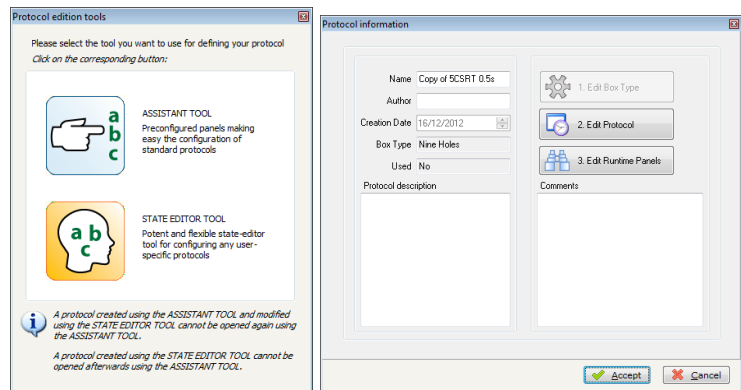 Protocol edition tools
Please select the tool you want to use for defining your protocol
Click on the corresponding button:
a
b
c
ASSISTANT TOOL
Preconfigured panels making
easy the configuration of
standard protocols
a b
c
STATE EDITOR TOOL
Potent and flexible state-editor
tool for configuring any user-
specific protocols
A protocol created using the ASSISTANT TOOL and modified
using the STATE EDITOR TOOL cannot be opened again using
the ASSISTANT TOOL.
A protocol created using the STATE EDITOR TOOL cannot be
opened afterwards using the ASSISTANT TOOL.
Protocol information
Name Copy of 5CSRT 0.5s
Author
Creation Date 16/12/2012
Box Type Nine Holes
Used No
Protocol description
1. Edit Box Type
2. Edit Protocol
3. Edit Runtime Panels
Comments
Accept
Cancel